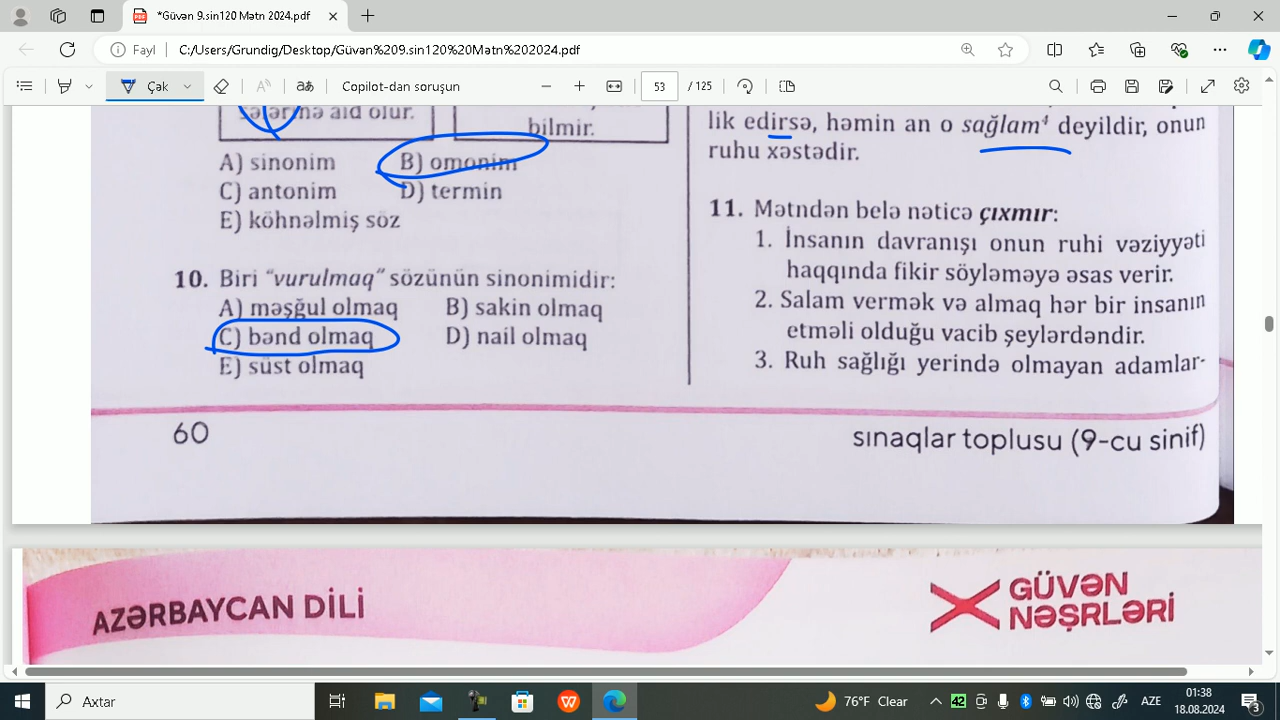 *Güvən 9.sin120 Mətn 2024.pdf
Fayl
C:/Users/Grundig/Desktop/Güvən%209.sin120%20Mətn%202024.pdf
Çək
Copilot-dan soruşun
53 / 125
aid olur.
bilmir.
A) sinonim B) omonim
C) antonim D) termin
E) köhnəlmiş söz
10. Biri “vurulmaq” sözünün sinonimidir:
A) məşğul olmaq B) sakin olmaq
C) bənd olmaq D) nail olmaq
E) süst olmaq
lik edirsə, həmin an o sağlam⁴ deyildir, onun
ruhu xəstədir.
11. Mətndən belə nəticə çıxmır:
1. İnsanın davranışı onun ruhi vəziyyəti
haqqında fikir söyləməyə əsas verir.
2. Salam vermək və almaq hər bir insanın
etməli olduğu vacib şeylərdəndir.
3. Ruh sağlığı yerində olmayan adamlar-
60
sınaqlar toplusu (9-cu sinif)
AZƏRBAYCAN DİLİ
GÜVƏN
NƏŞRLƏRİ
Axtar
76°F Clear
42
AZE
01:38
18.08.2024
3